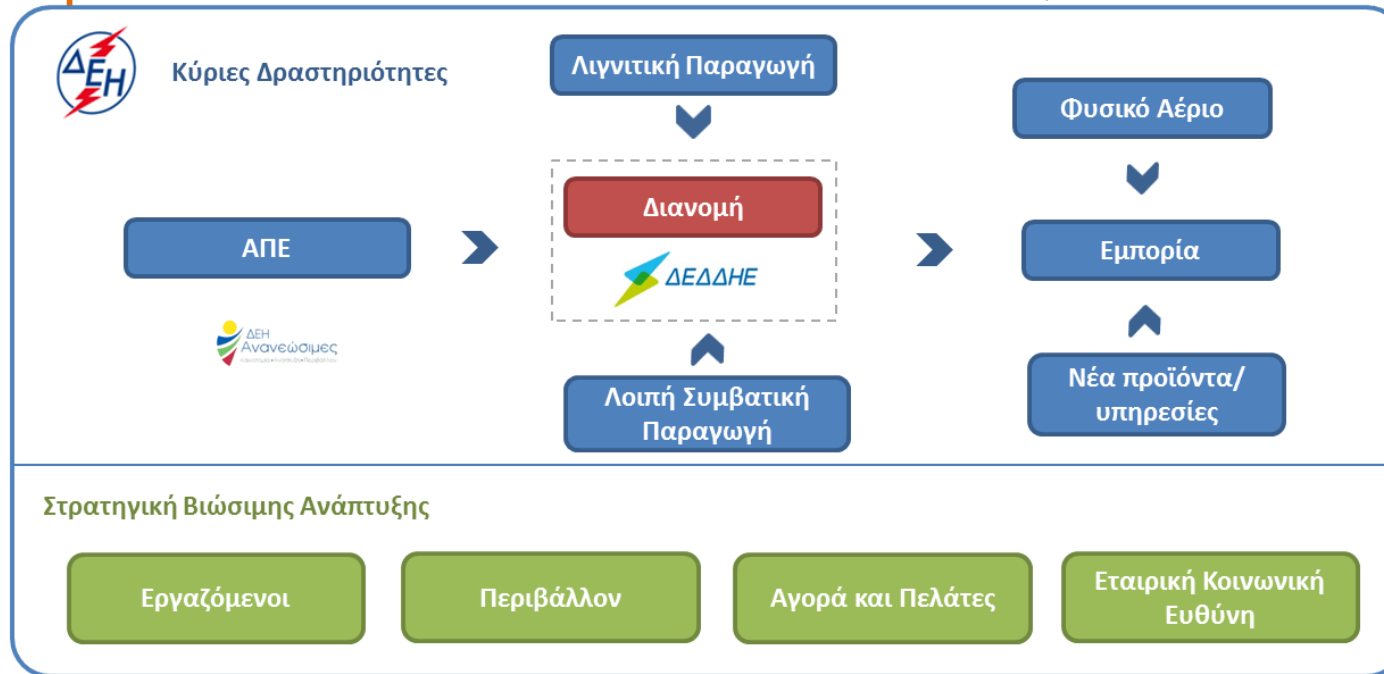 ΔΕΗ
Κύριες Δραστηριότητες
Λιγνιτική Παραγωγή
Φυσικό Αέριο
Διανομή
ΔΕΔΔΗΕ
ΑΠΕ
Εμπορία
ΔΕΗ
Ανανεώσιμες
Λοιπή Συμβατική
Παραγωγή
Νέα προϊόντα/
υπηρεσίες
Στρατηγική Βιώσιμης Ανάπτυξης
Εργαζόμενοι
Περιβάλλον
Αγορά και Πελάτες
Εταιρική Κοινωνική
Ευθύνη